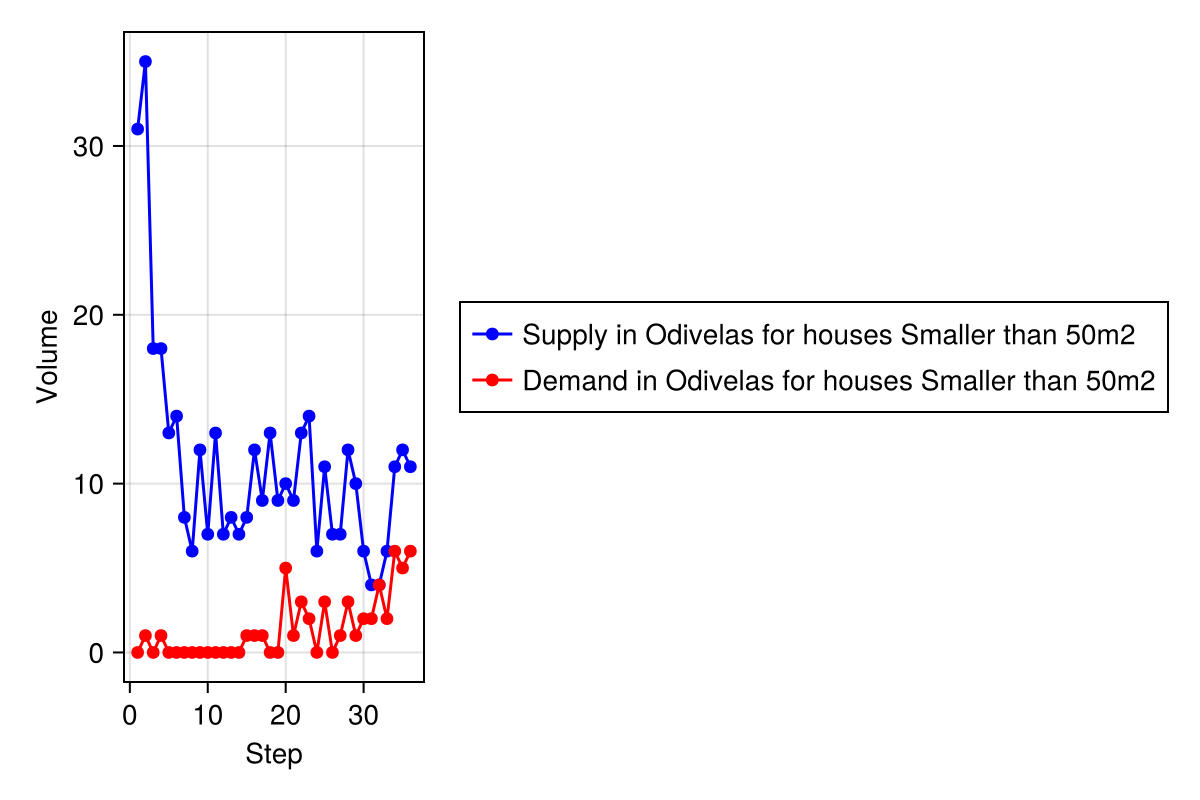 30
20
10
0
Volume
0 10 20 30
Step
Supply in Odivelas for houses Smaller than 50m2
Demand in Odivelas for houses Smaller than 50m2